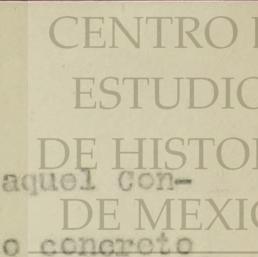 CENTRO
ESTUDIO
DE HISTO
aquel Con-
DE MEXIC
o concreto